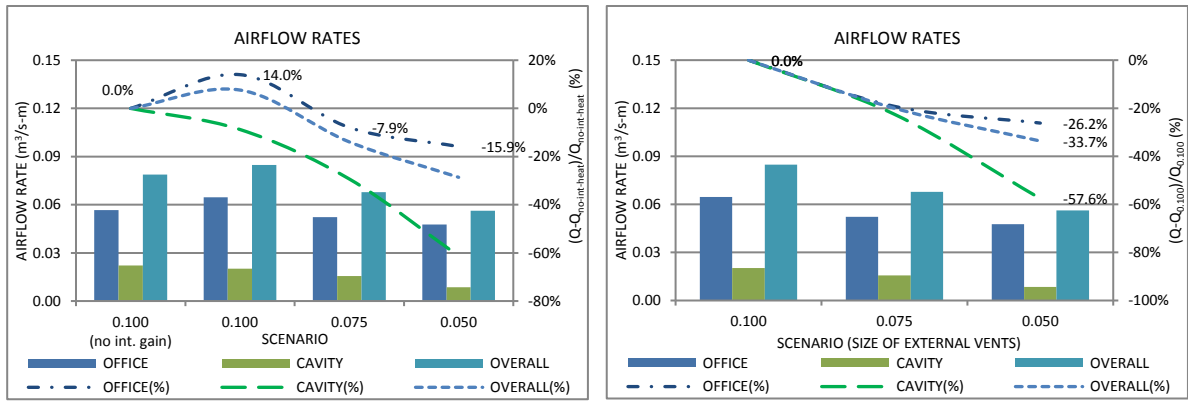 AIRFLOW RATES
0.15
0.12
0.09
0.06
0.03
0.00
AIRFLOW RATE (m³/s-m)
20%
0%
-20%
-40%
-60%
-80%
(Q-Qno-int-heat)/Qno-int-heat (%)
0.0%
14.0%
-7.9%
-15.9%
0.100 0.100 0.075 0.050
(no int. gain) SCENARIO
OFFICE CAVITY OVERALL
OFFICE(%) CAVITY(%) OVERALL(%)
AIRFLOW RATES
0.15
0.12
0.09
0.06
0.03
0.00
AIRFLOW RATE (m³/s-m)
0%
-20%
-40%
-60%
-80%
-100%
(Q-Q0.100)/Q0.100 (%)
0.0%
-26.2%
-33.7%
-57.6%
0.100 0.075 0.050
SCENARIO (SIZE OF EXTERNAL VENTS)
OFFICE CAVITY OVERALL
OFFICE(%) CAVITY(%) OVERALL(%)